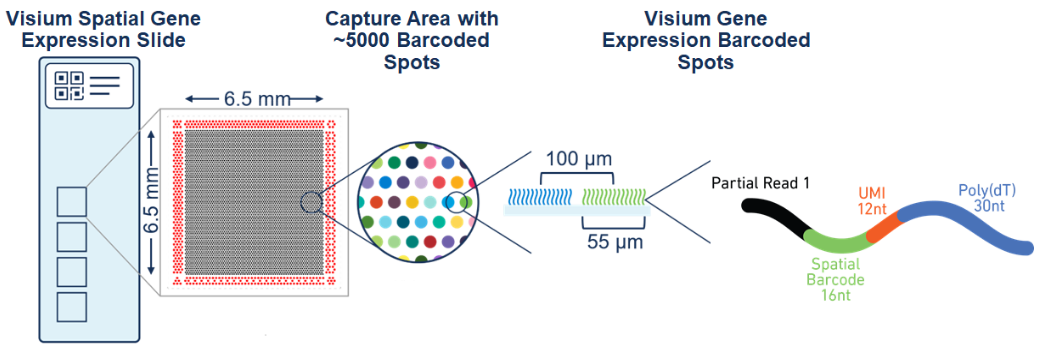 Visium Spatial Gene
Expression Slide
Capture Area with
~5000 Barcoded
Spots
Visium Gene
Expression Barcoded
Spots
6.5 mm
6.5 mm
100 µm
55 µm
Partial Read 1
Spatial
Barcode
16nt
UMI
12nt
Poly(dT)
30nt